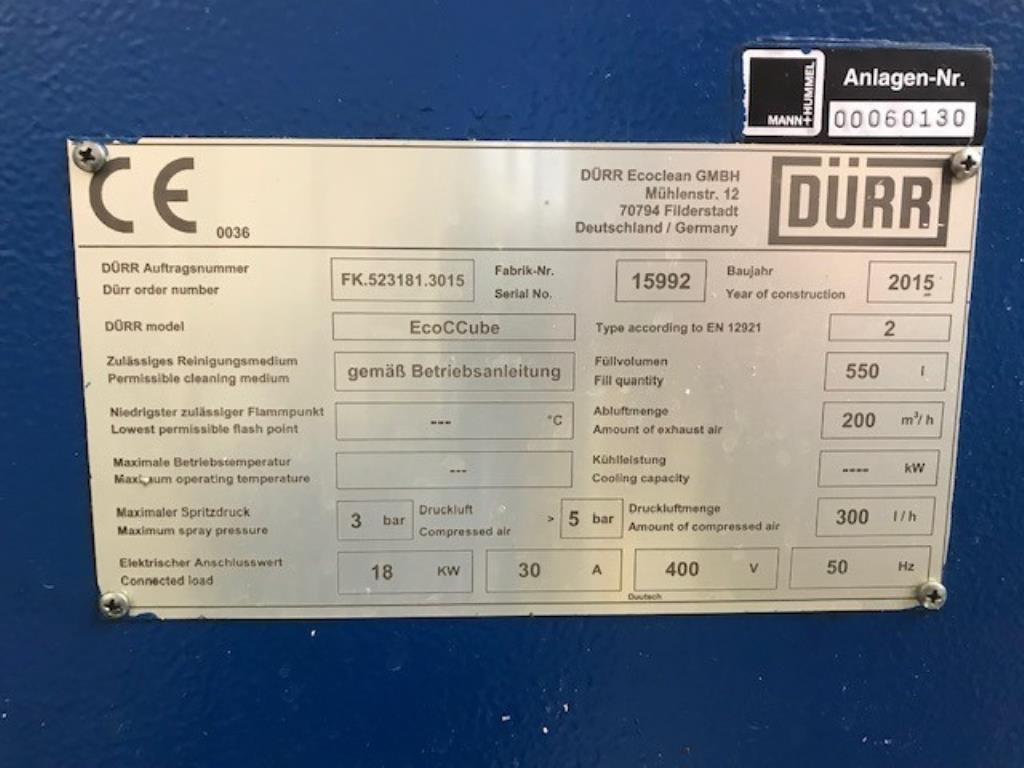 MANN+HUMMEL
Anlagen-Nr.
00060130
CE 0036
DÜRR Ecoclean GMBH
Mühlenstr. 12
70794 Filderstadt
Deutschland / Germany
DÜRR
DÜRR Auftragsnummer
Dürr order number
FK.523181.3015
Fabrik-Nr.
Serial No.
15992
Baujahr
Year of construction
2015
DÜRR model
EcoCCube
Type according to EN 12921
2
Zulässiges Reinigungsmedium
Permissible cleaning medium
gemäß Betriebsanleitung
Füllvolumen
Fill quantity
550 l
Niedrigster zulässiger Flammpunkt
Lowest permissible flash point
--- °C
Abluftmenge
Amount of exhaust air
200 m³/ h
Maximale Betriebstemperatur
Maximum operating temperature
---
Kühlleistung
Cooling capacity
---- kW
Maximaler Spritzdruck
Maximum spray pressure
3 bar
Druckluft
Compressed air
> 5 bar
Druckluftmenge
Amount of compressed air
300 l / h
Elektrischer Anschlusswert
Connected load
18 KW
30 A
400 V
50 Hz
Duutsch